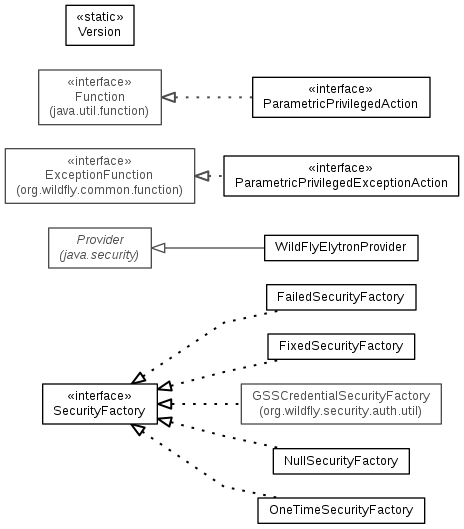 «static»
Version
«interface»
Function
(java.util.function)
«interface»
ParametricPrivilegedAction
«interface»
ExceptionFunction
(org.wildfly.common.function)
«interface»
ParametricPrivilegedExceptionAction
Provider
(java.security)
WildFlyElytronProvider
FailedSecurityFactory
FixedSecurityFactory
«interface»
SecurityFactory
GSSCredentialSecurityFactory
(org.wildfly.security.auth.util)
NullSecurityFactory
OneTimeSecurityFactory